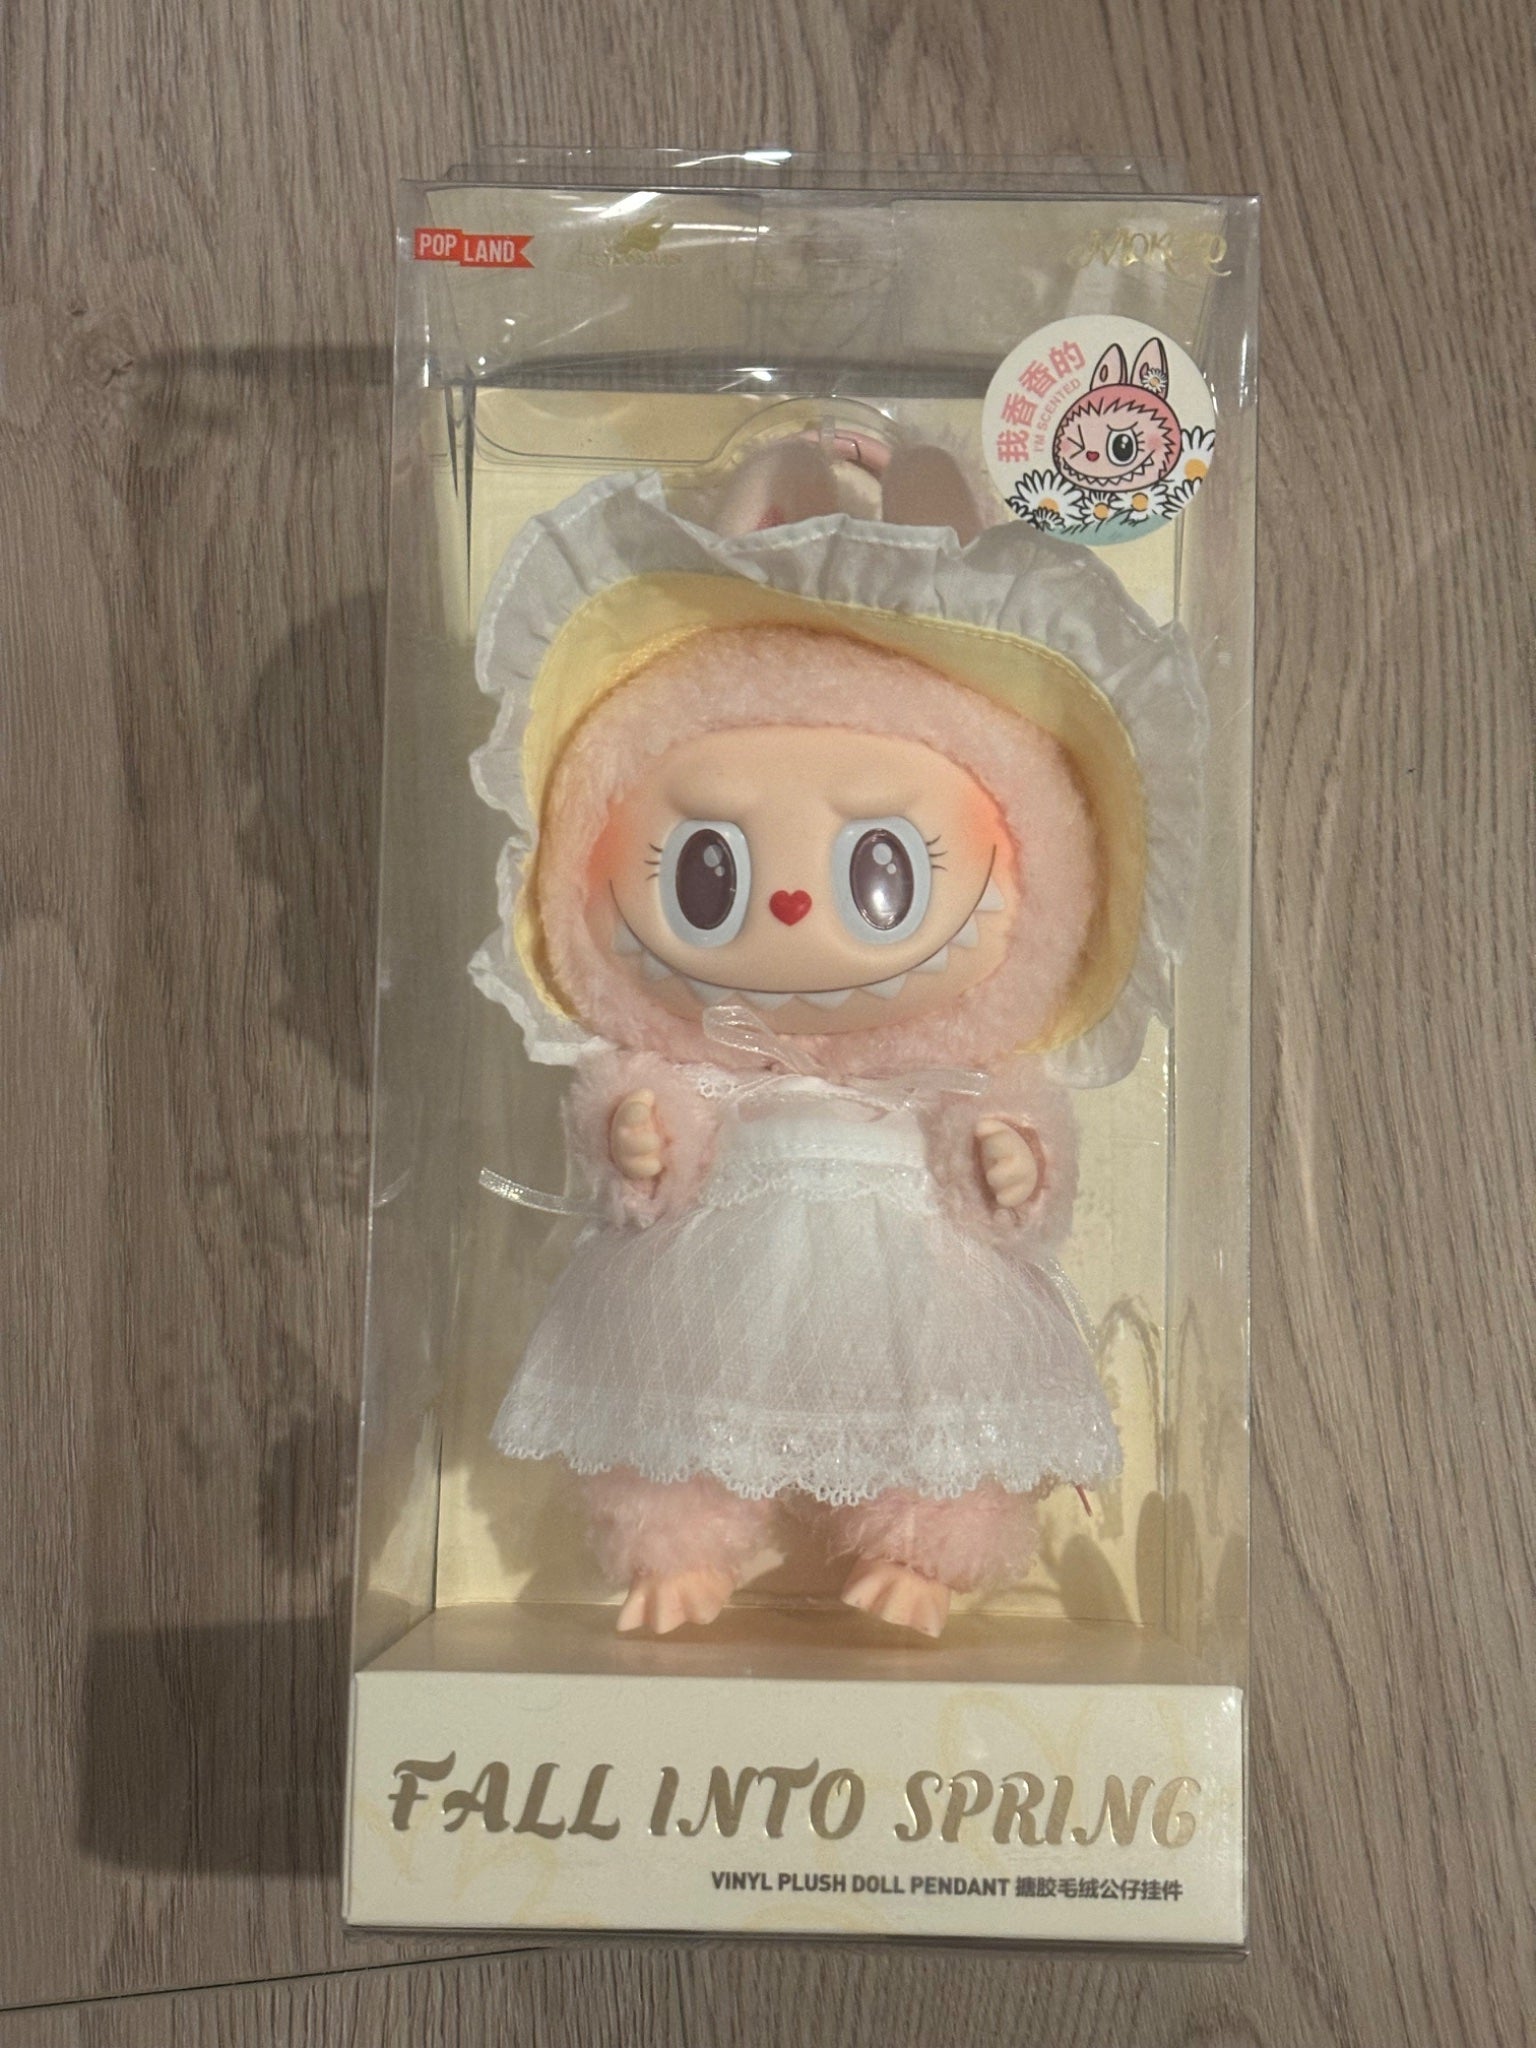 POP LAND
MOKOKO
我香香的
I'M SCENTED
FALL INTO SPRING
VINYL PLUSH DOLL PENDANT 搪胶毛绒公仔挂件